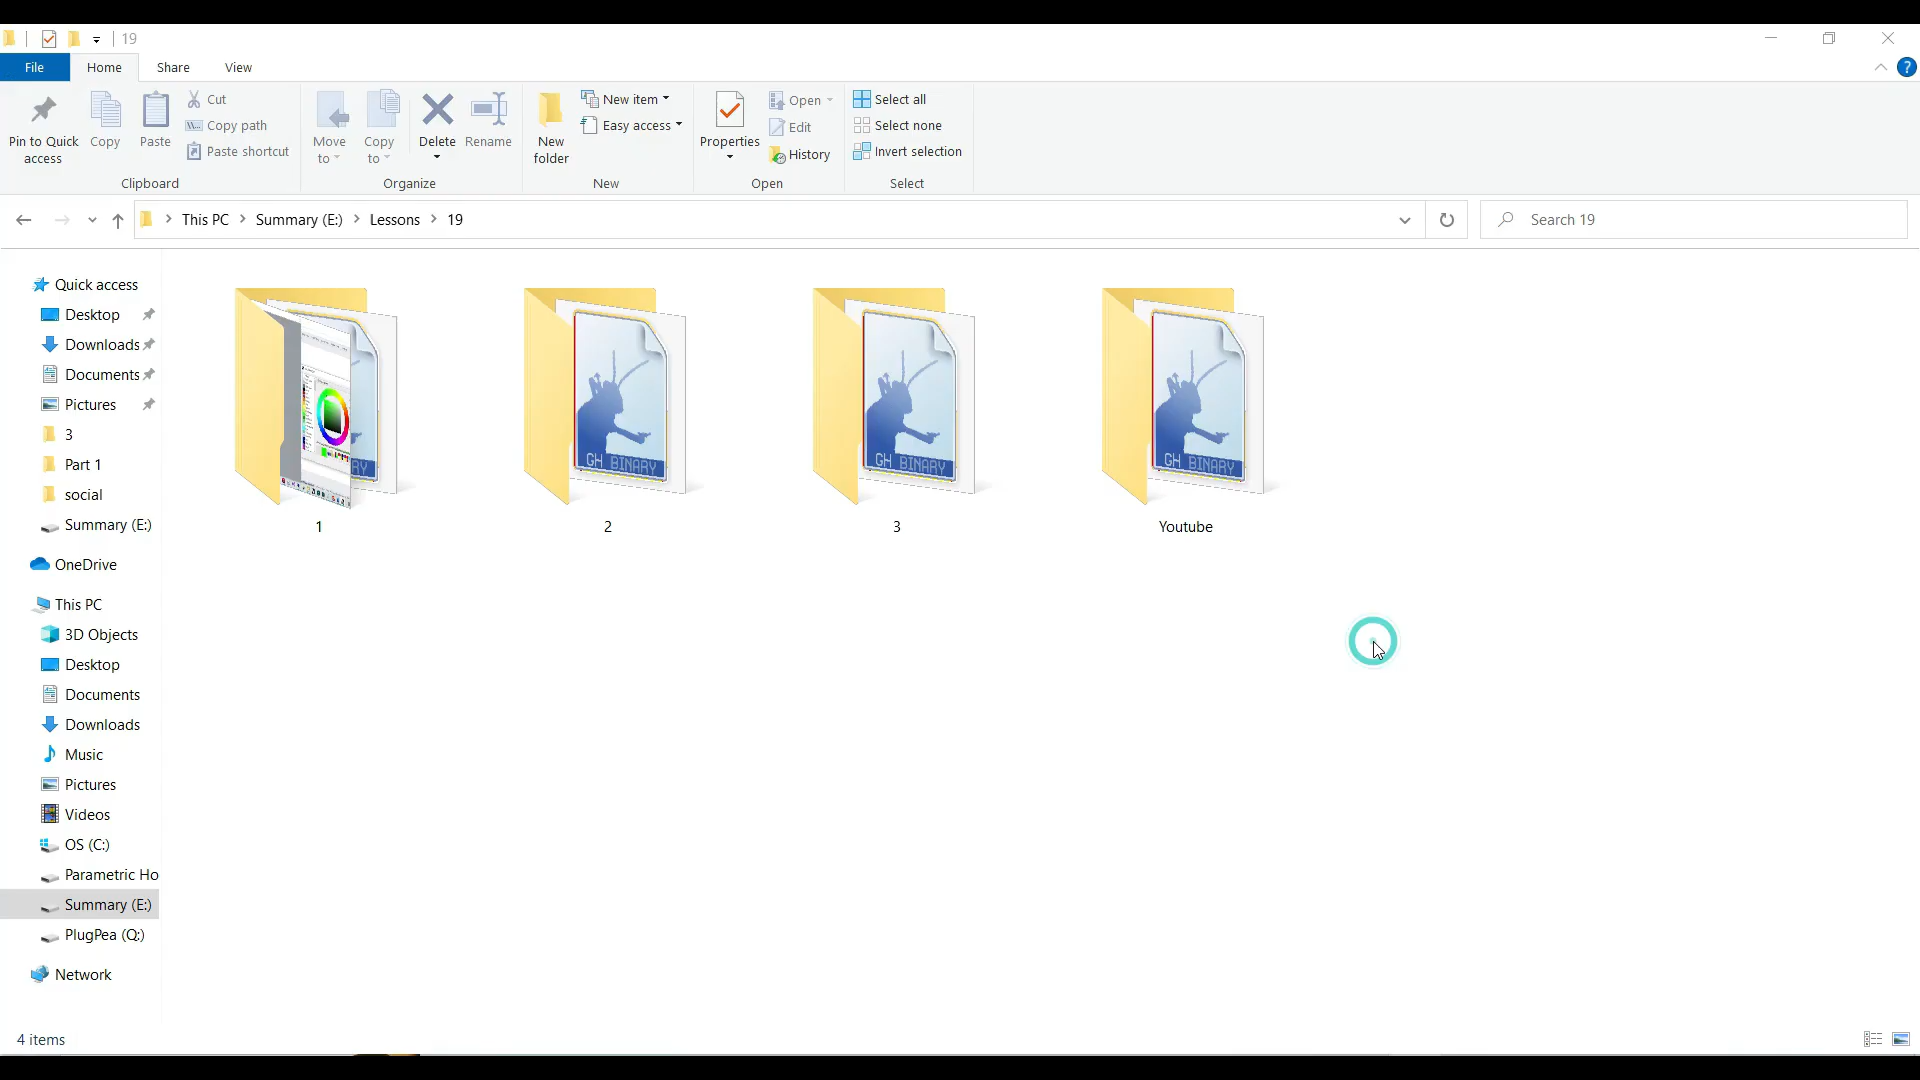 19
File
Home
Share
View
Pin to Quick
access
Copy
Paste
Cut
Copy path
Paste shortcut
Clipboard
Move
to
Copy
to
Delete
Rename
Organize
New
folder
New item
Easy access
New
Properties
Open
Edit
History
Open
Select all
Select none
Invert selection
Select
This PC
Summary (E:)
Lessons
19
Search 19
Quick access
Desktop
Downloads
Documents
Pictures
3
Part 1
social
Summary (E:)
OneDrive
This PC
3D Objects
Desktop
Documents
Downloads
Music
Pictures
Videos
OS (C:)
Parametric Ho
Summary (E:)
PlugPea (Q:)
Network
RY
GH BINARY
GH BINARY
GH BINARY
1
2
3
Youtube
4 items